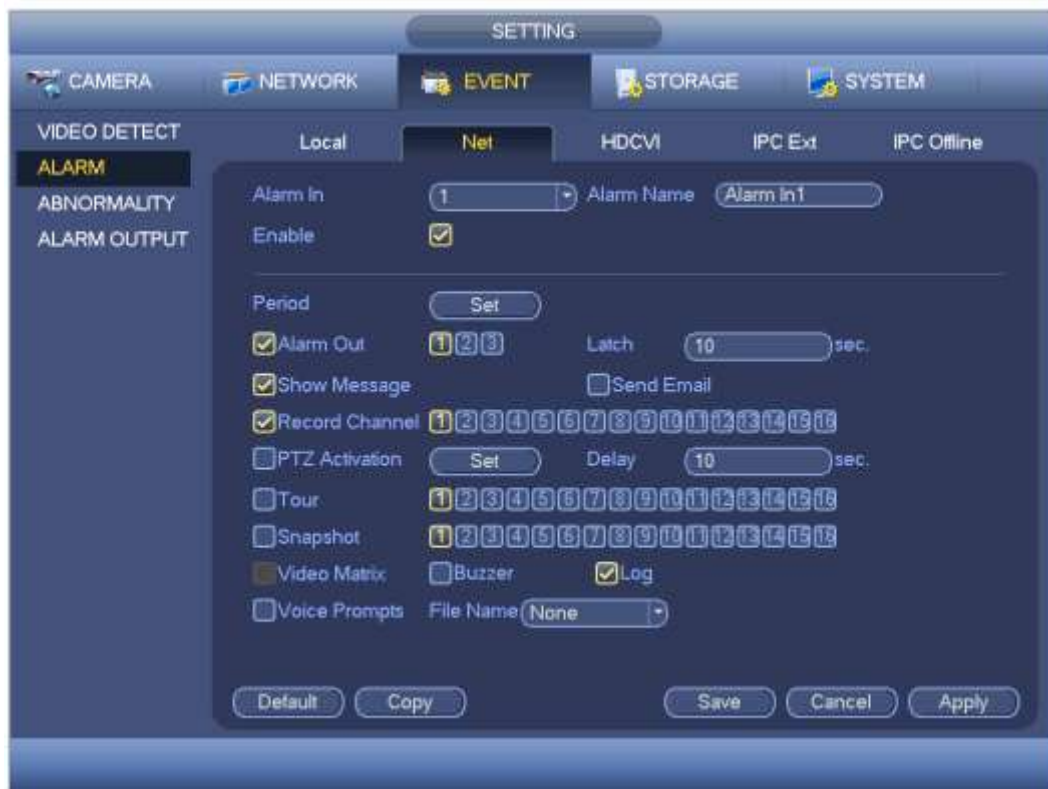 SETTING
CAMERA NETWORK EVENT STORAGE SYSTEM
VIDEO DETECT
ALARM
ABNORMALITY
ALARM OUTPUT
Local Net HDCVI IPC Ext IPC Offline
Alarm In 1 Alarm Name Alarm In1
Enable
Period Set
Alarm Out 1 2 3 Latch 10 sec.
Show Message Send Email
Record Channel 1 2 3 4 5 6 7 8 9 10 11 12 13 14 15 16
PTZ Activation Set Delay 10 sec.
Tour 1 2 3 4 5 6 7 8 9 10 11 12 13 14 15 16
Snapshot 1 2 3 4 5 6 7 8 9 10 11 12 13 14 15 16
Video Matrix Buzzer Log
Voice Prompts File Name None
Default Copy Save Cancel Apply